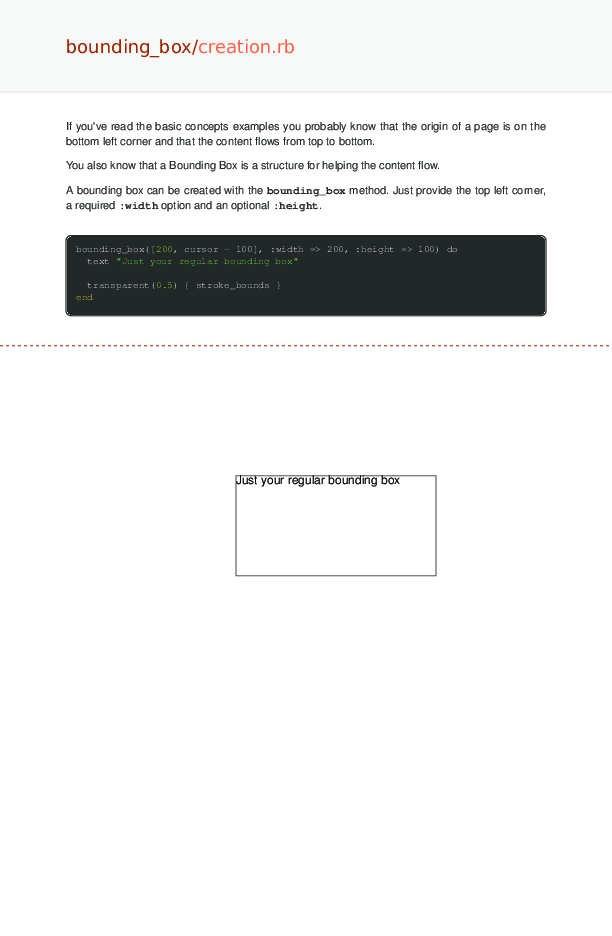 bounding_box/creation.rb
If you've read the basic concepts examples you probably know that the origin of a page is on the
bottom left corner and that the content flows from top to bottom.
You also know that a Bounding Box is a structure for helping the content flow.
A bounding box can be created with the bounding_box method. Just provide the top left corner,
a required :width option and an optional :height.
bounding_box([200, cursor - 100], :width => 200, :height => 100) do
  text "Just your regular bounding box"
  transparent(0.5) { stroke_bounds }
end
Just your regular bounding box